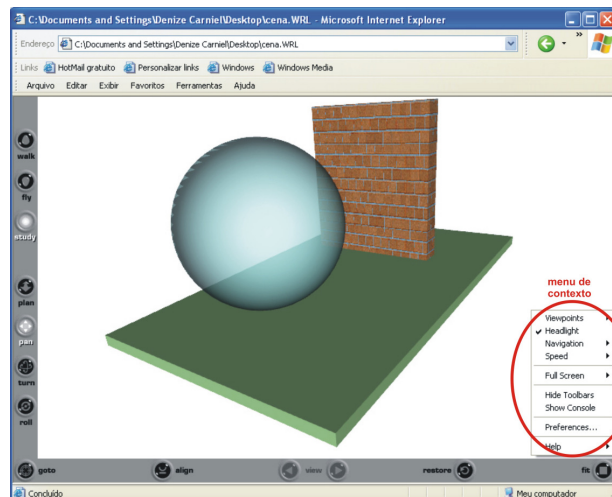 C:\Documents and Settings\Denize Carniel\Desktop\cena.WRL - Microsoft Internet Explorer
Endereço C:\Documents and Settings\Denize Carniel\Desktop\cena.WRL
Links HotMail gratuito Personalizar links Windows Windows Media
Arquivo Editar Exibir Favoritos Ferramentas Ajuda
walk
fly
study
plan
pan
turn
roll
menu de
contexto
Viewpoints
Headlight
Navigation
Speed
Full Screen
Hide Toolbars
Show Console
Preferences...
Help
goto align view restore fit
Concluído Meu computador